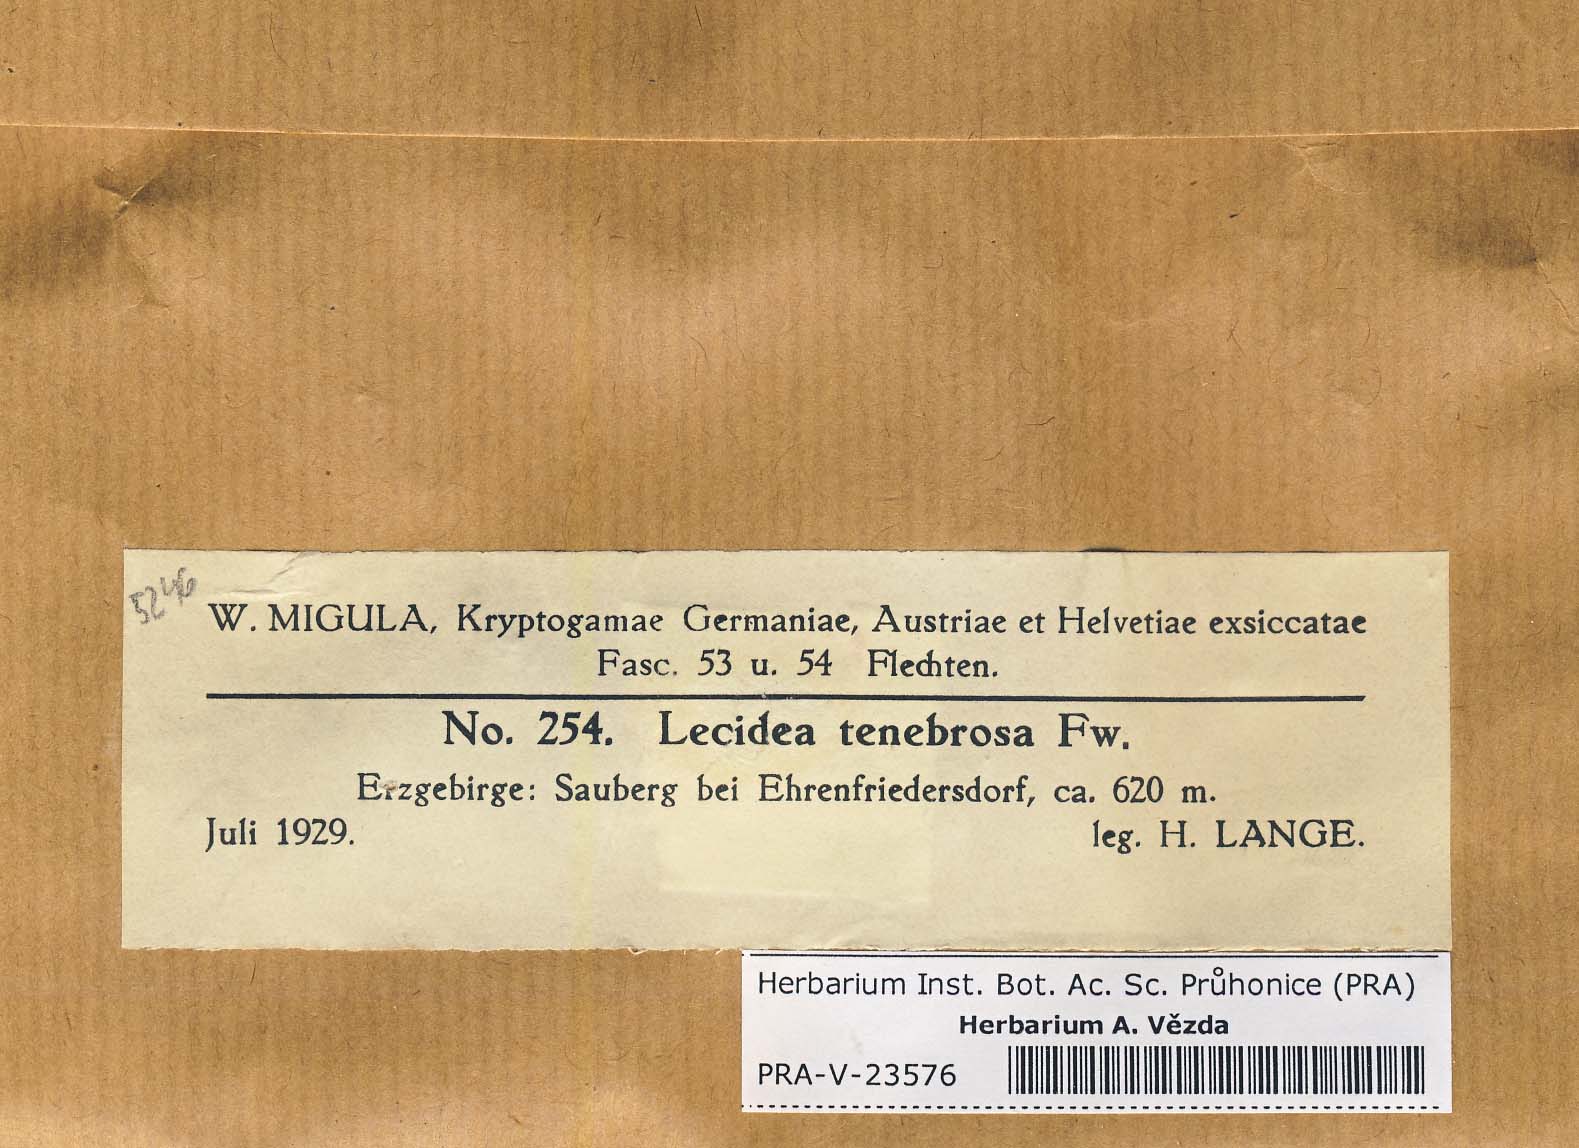 5246
W. MIGULA, Kryptogamae Germaniae, Austriae et Helvetiae exsiccatae
Fasc. 53 u. 54 Flechten.
No. 254. Lecidea tenebrosa Fw.
Erzgebirge: Sauberg bei Ehrenfriedersdorf, ca. 620 m.
Juli 1929. leg. H. LANGE.
Herbarium Inst. Bot. Ac. Sc. Průhonice (PRA)
Herbarium A. Vězda
PRA-V-23576